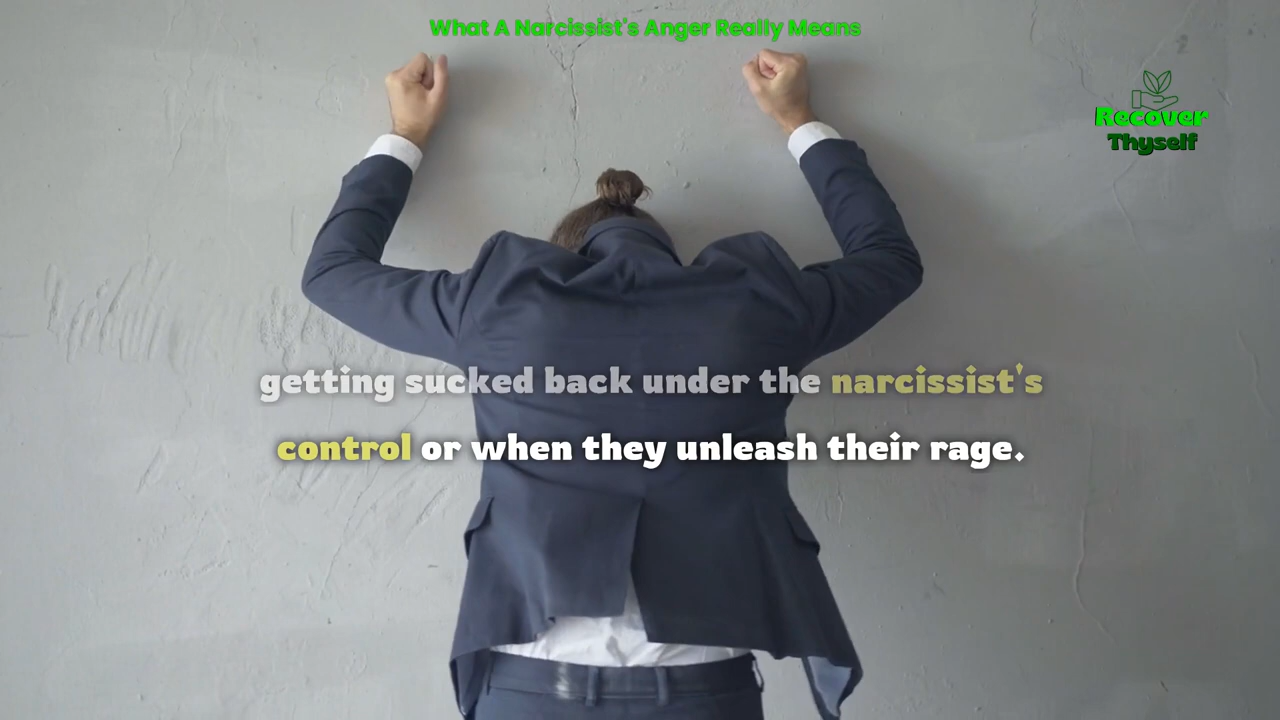 What A Narcissist's Anger Really Means
Recover
Thyself
getting sucked back under the narcissist's
control or when they unleash their rage.